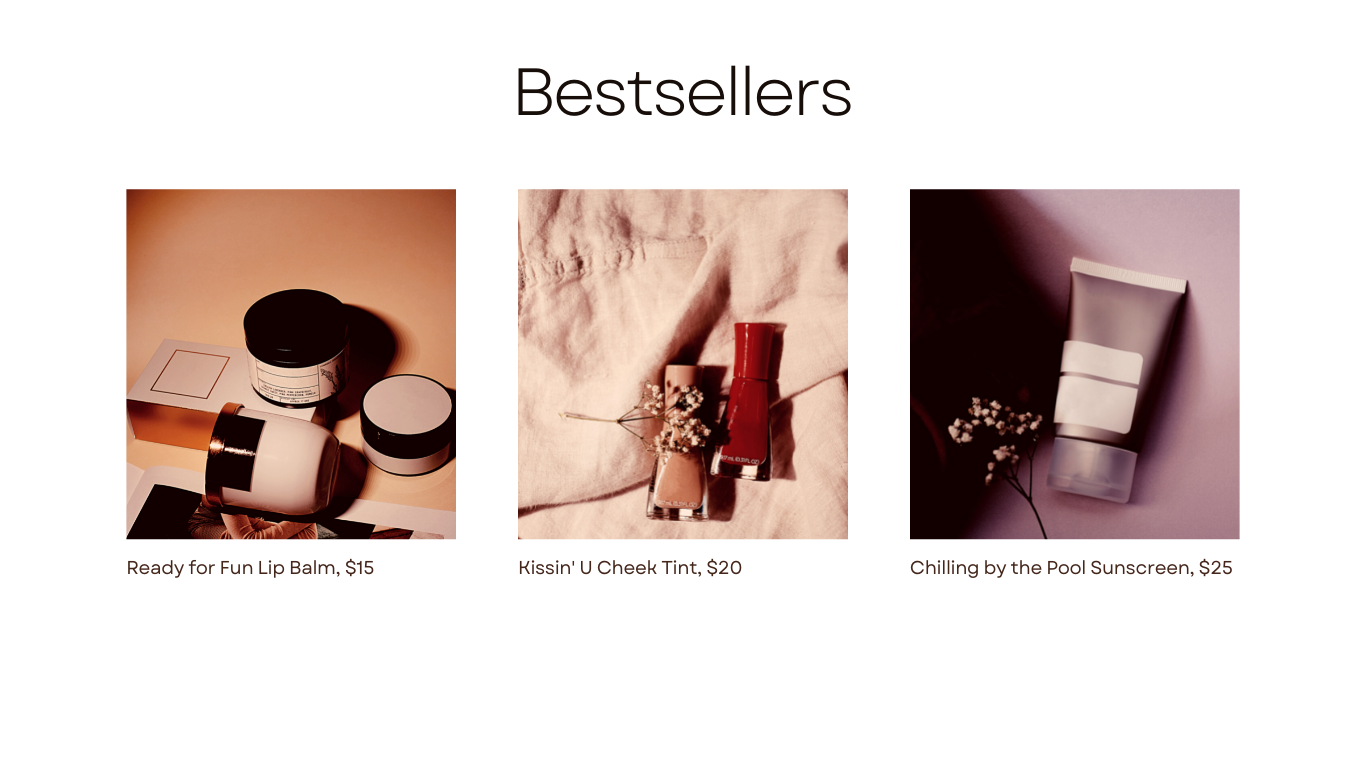 Bestsellers
Ready for Fun Lip Balm, $15
Kissin' U Cheek Tint, $20
Chilling by the Pool Sunscreen, $25